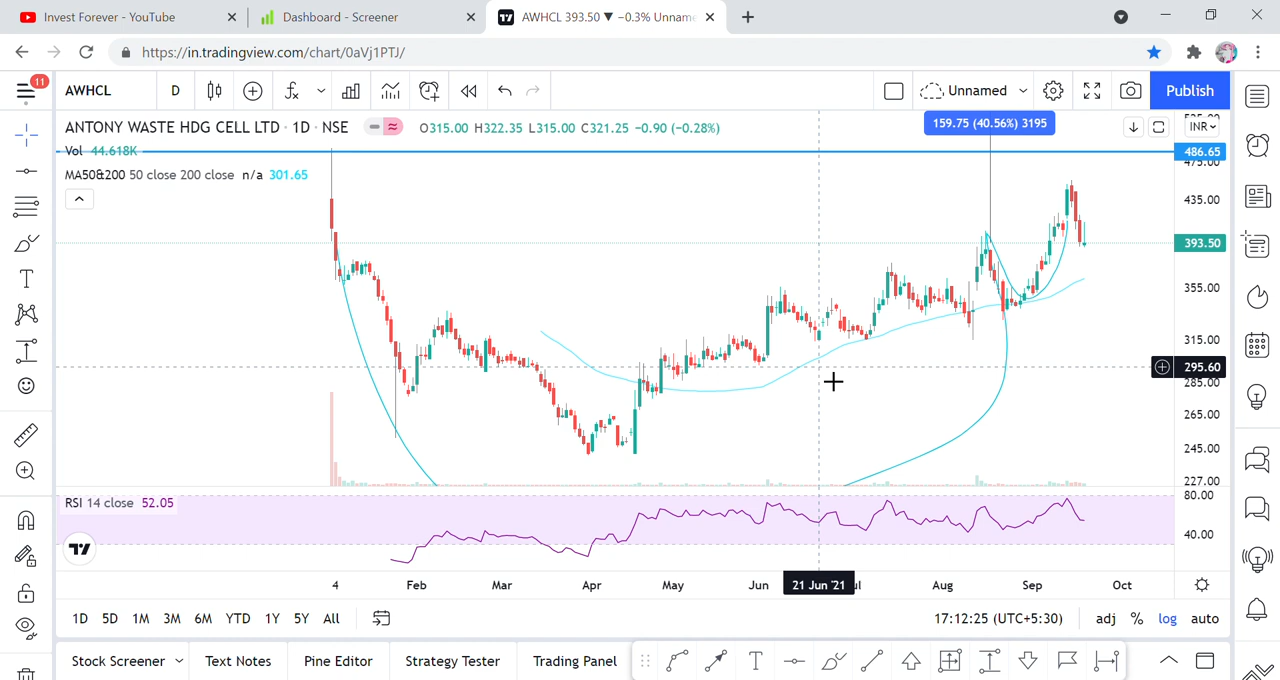 Invest Forever - YouTube
Dashboard - Screener
AWHCL 393.50 ▼ −0.3% Unnam
https://in.tradingview.com/chart/0aVj1PTJ/
11
AWHCL
D
Unnamed
Publish
ANTONY WASTE HDG CELL LTD · 1D · NSE
O315.00 H322.35 L315.00 C321.25 −0.90 (−0.28%)
159.75 (40.56%) 3195
INR
Vol 44.618K
MA50&200 50 close 200 close n/a 301.65
486.65
475.00
435.00
393.50
355.00
315.00
295.60
285.00
265.00
245.00
227.00
RSI 14 close 52.05
80.00
40.00
4
Feb
Mar
Apr
May
Jun
21 Jun '21
Aug
Sep
Oct
1D 5D 1M 3M 6M YTD 1Y 5Y All
17:12:25 (UTC+5:30)
adj % log auto
Stock Screener
Text Notes
Pine Editor
Strategy Tester
Trading Panel